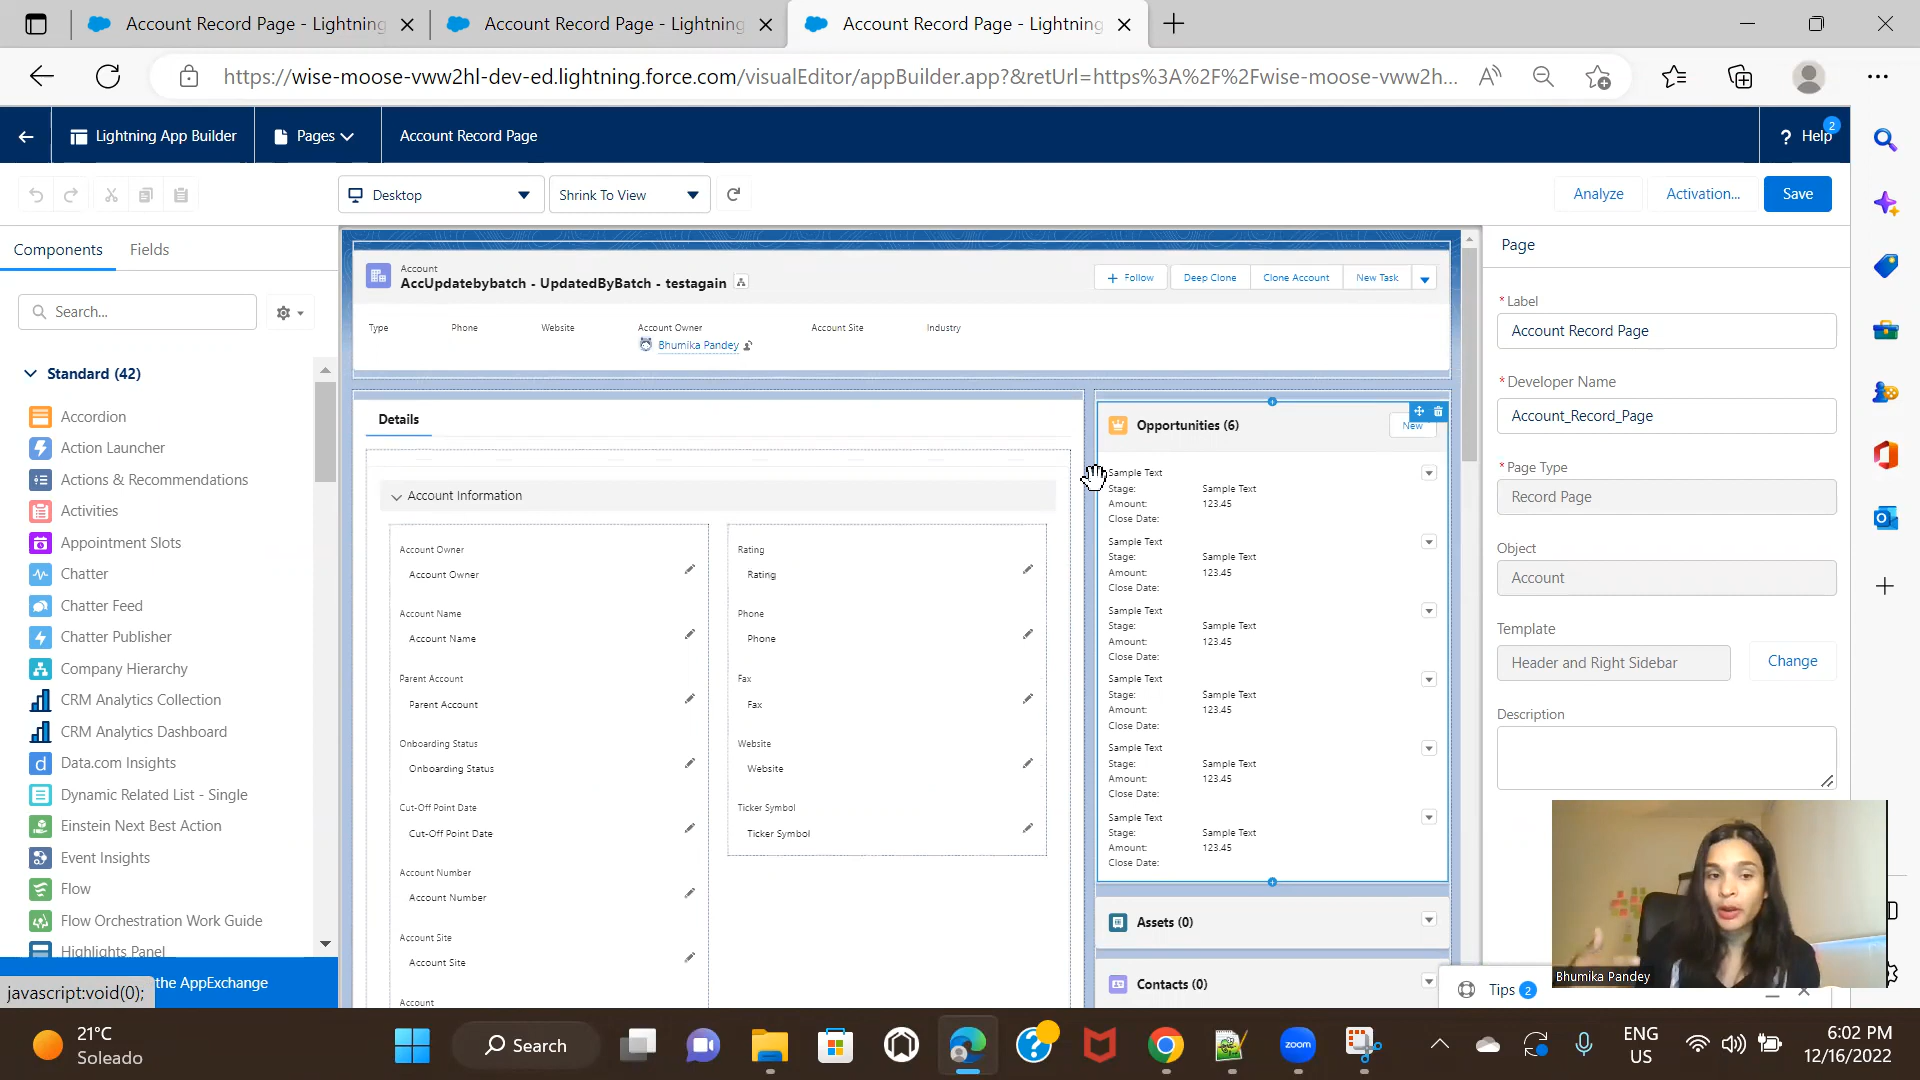 Account Record Page - Lightning
Account Record Page - Lightning
Account Record Page - Lightning
https://wise-moose-vww2hl-dev-ed.lightning.force.com/visualEditor/appBuilder.app?&retUrl=https%3A%2F%2Fwise-moose-vww2h...
Lightning App Builder
Pages
Account Record Page
? Help
2
Desktop
Shrink To View
Analyze
Activation...
Save
Components
Fields
Search...
Standard (42)
Accordion
Action Launcher
Actions & Recommendations
Activities
Appointment Slots
Chatter
Chatter Feed
Chatter Publisher
Company Hierarchy
CRM Analytics Collection
CRM Analytics Dashboard
Data.com Insights
Dynamic Related List - Single
Einstein Next Best Action
Event Insights
Flow
Flow Orchestration Work Guide
Highlights Panel
the AppExchange
javascript:void(0);
Account
AccUpdatebybatch - UpdatedByBatch - testagain
+ Follow
Deep Clone
Clone Account
New Task
Type
Phone
Website
Account Owner
Account Site
Industry
Bhumika Pandey
Details
Account Information
Account Owner
Account Owner
Account Name
Account Name
Parent Account
Parent Account
Onboarding Status
Onboarding Status
Cut-Off Point Date
Cut-Off Point Date
Account Number
Account Number
Account Site
Account Site
Account
Rating
Rating
Phone
Phone
Fax
Fax
Website
Website
Ticker Symbol
Ticker Symbol
Opportunities (6)
New
Sample Text
Stage: Sample Text
Amount: 123.45
Close Date:
Sample Text
Stage: Sample Text
Amount: 123.45
Close Date:
Sample Text
Stage: Sample Text
Amount: 123.45
Close Date:
Sample Text
Stage: Sample Text
Amount: 123.45
Close Date:
Sample Text
Stage: Sample Text
Amount: 123.45
Close Date:
Sample Text
Stage: Sample Text
Amount: 123.45
Close Date:
Assets (0)
Contacts (0)
Page
*Label
Account Record Page
*Developer Name
Account_Record_Page
*Page Type
Record Page
Object
Account
Template
Header and Right Sidebar
Change
Description
Bhumika Pandey
Tips 2
21°C
Soleado
Search
zoom
ENG
US
6:02 PM
12/16/2022